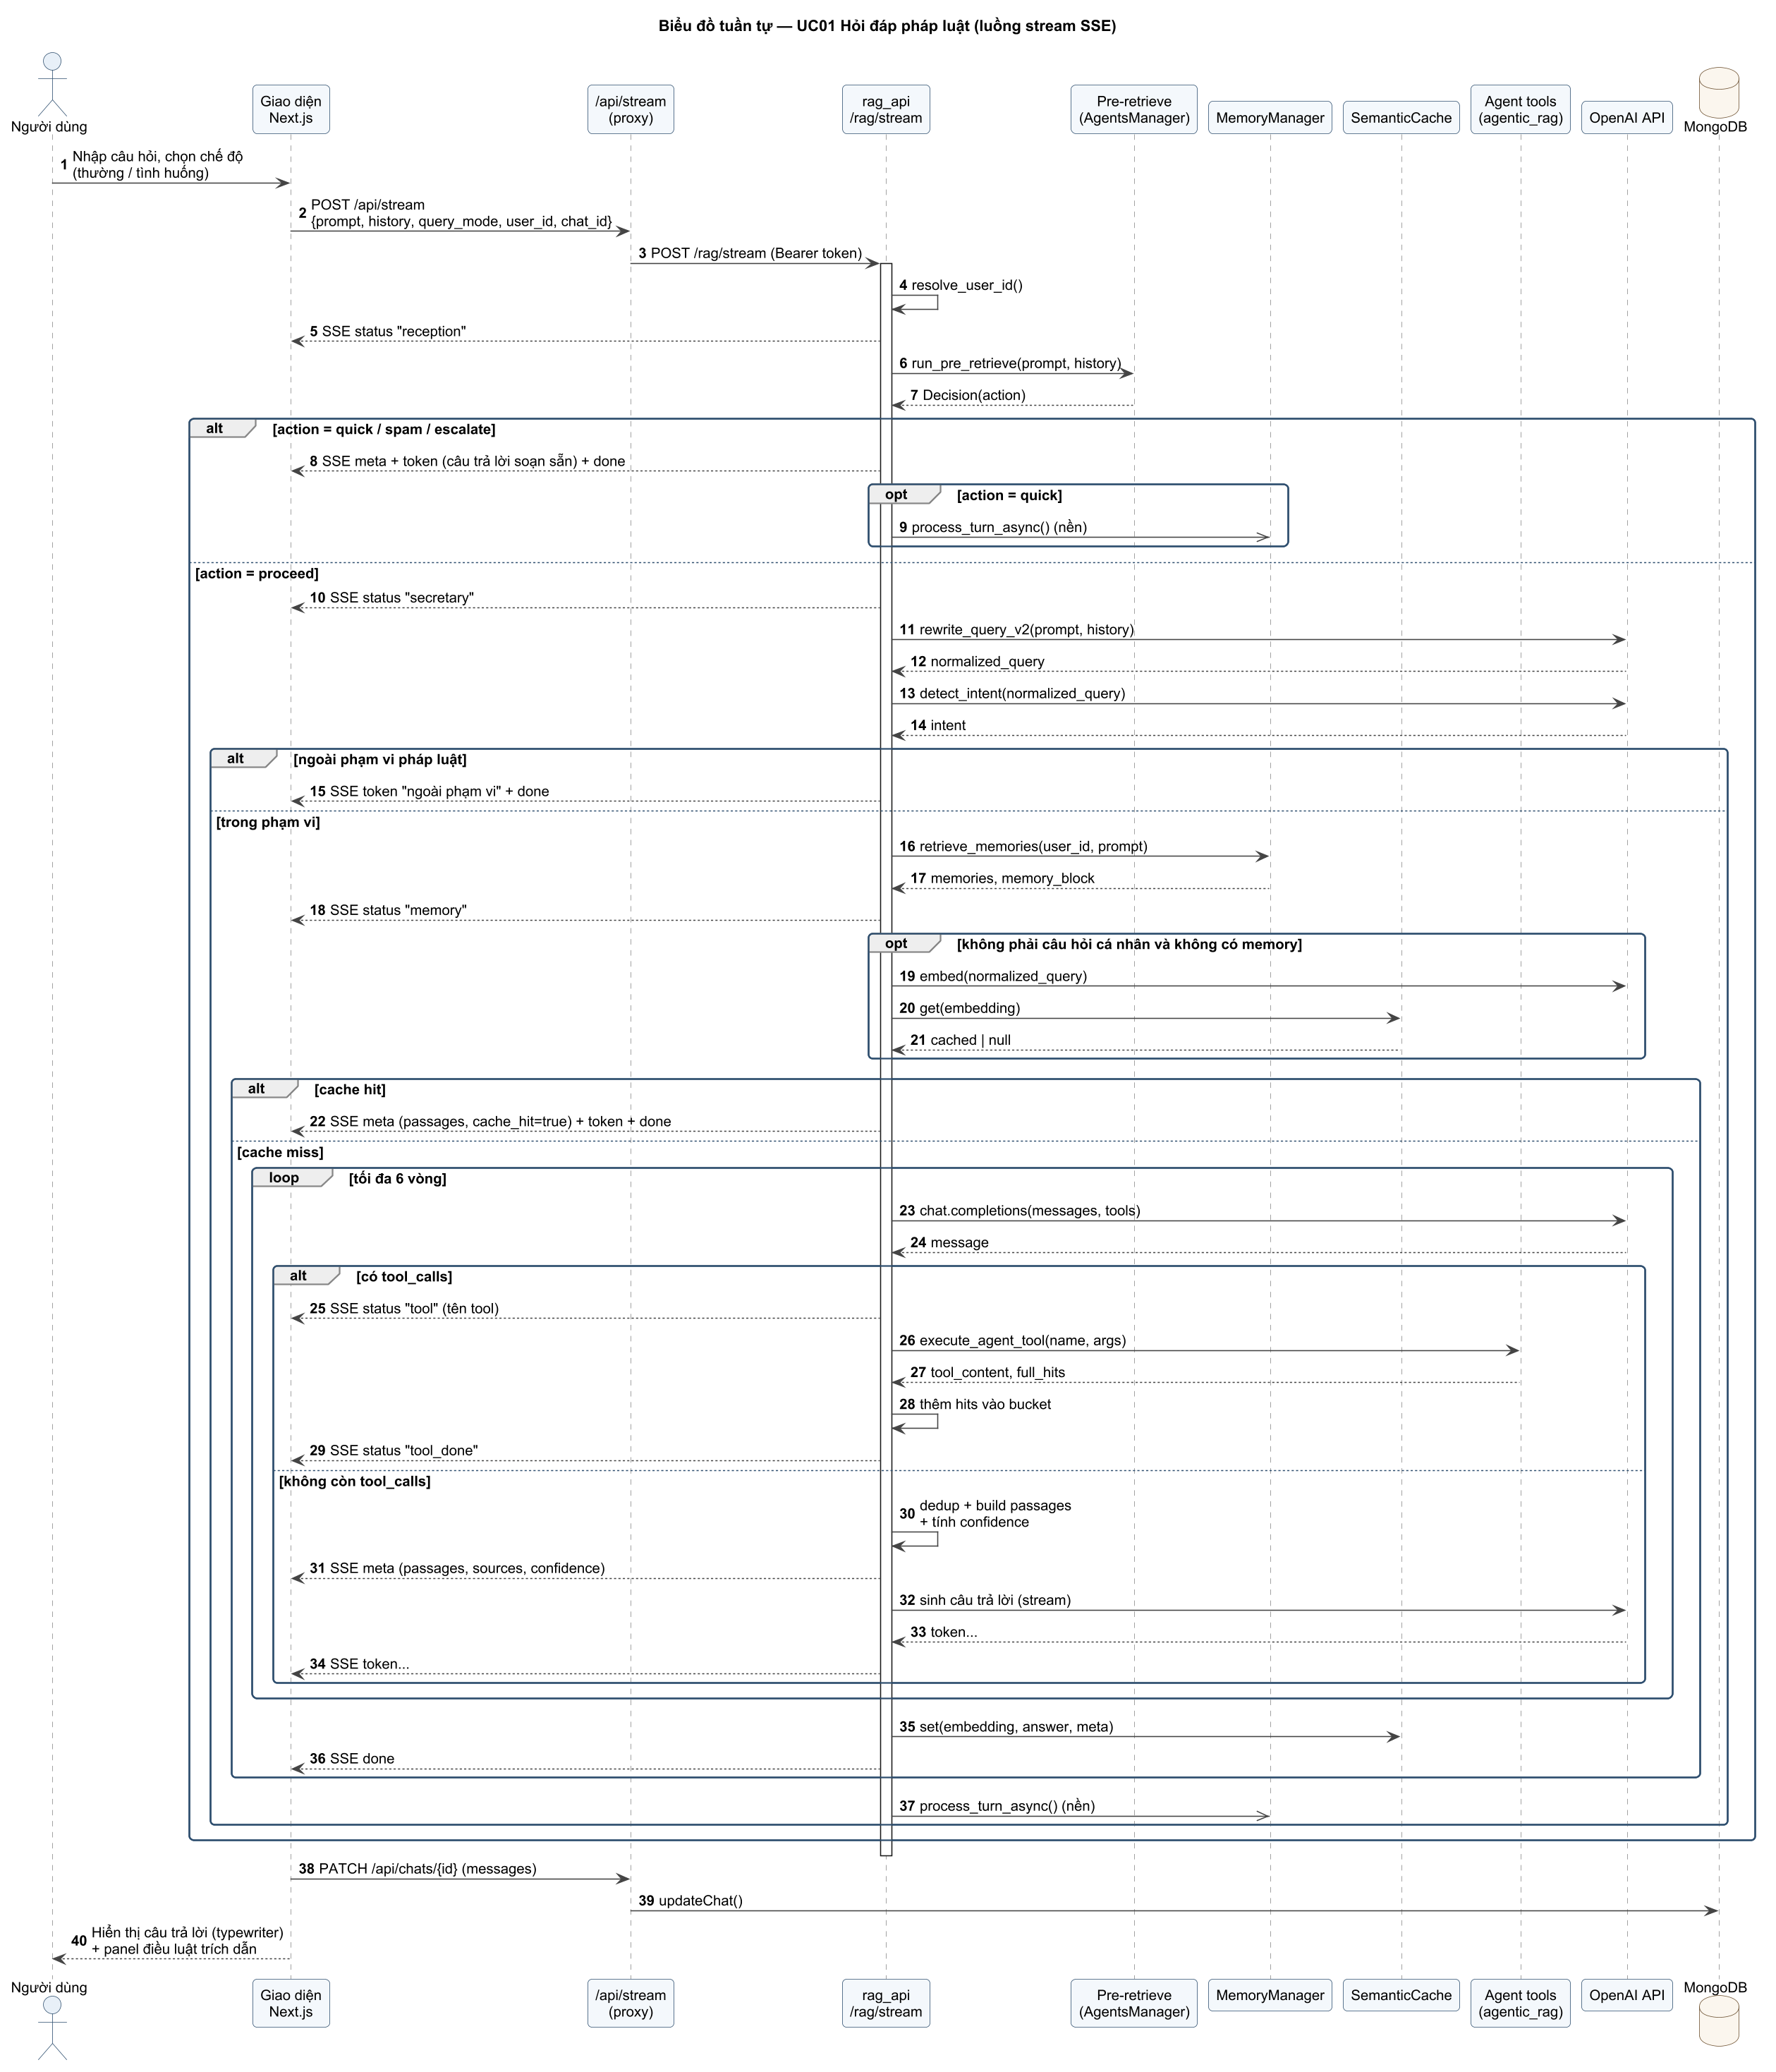 Biểu đồ tuần tự — UC01 Hỏi đáp pháp luật (luồng stream SSE)
Người dùng
Giao diện
Next.js
/api/stream
(proxy)
rag_api
/rag/stream
Pre-retrieve
(AgentsManager)
MemoryManager
SemanticCache
Agent tools
(agentic_rag)
OpenAI API
MongoDB
1 Nhập câu hỏi, chọn chế độ
(thường / tình huống)
2 POST /api/stream
{prompt, history, query_mode, user_id, chat_id}
3 POST /rag/stream (Bearer token)
4 resolve_user_id()
5 SSE status "reception"
6 run_pre_retrieve(prompt, history)
7 Decision(action)
alt [action = quick / spam / escalate]
8 SSE meta + token (câu trả lời soạn sẵn) + done
opt [action = quick]
9 process_turn_async() (nền)
[action = proceed]
10 SSE status "secretary"
11 rewrite_query_v2(prompt, history)
12 normalized_query
13 detect_intent(normalized_query)
14 intent
alt [ngoài phạm vi pháp luật]
15 SSE token "ngoài phạm vi" + done
[trong phạm vi]
16 retrieve_memories(user_id, prompt)
17 memories, memory_block
18 SSE status "memory"
opt [không phải câu hỏi cá nhân và không có memory]
19 embed(normalized_query)
20 get(embedding)
21 cached | null
alt [cache hit]
22 SSE meta (passages, cache_hit=true) + token + done
[cache miss]
loop [tối đa 6 vòng]
23 chat.completions(messages, tools)
24 message
alt [có tool_calls]
25 SSE status "tool" (tên tool)
26 execute_agent_tool(name, args)
27 tool_content, full_hits
28 thêm hits vào bucket
29 SSE status "tool_done"
[không còn tool_calls]
30 dedup + build passages
+ tính confidence
31 SSE meta (passages, sources, confidence)
32 sinh câu trả lời (stream)
33 token...
34 SSE token...
35 set(embedding, answer, meta)
36 SSE done
37 process_turn_async() (nền)
38 PATCH /api/chats/{id} (messages)
39 updateChat()
40 Hiển thị câu trả lời (typewriter)
+ panel điều luật trích dẫn
Người dùng
Giao diện
Next.js
/api/stream
(proxy)
rag_api
/rag/stream
Pre-retrieve
(AgentsManager)
MemoryManager
SemanticCache
Agent tools
(agentic_rag)
OpenAI API
MongoDB